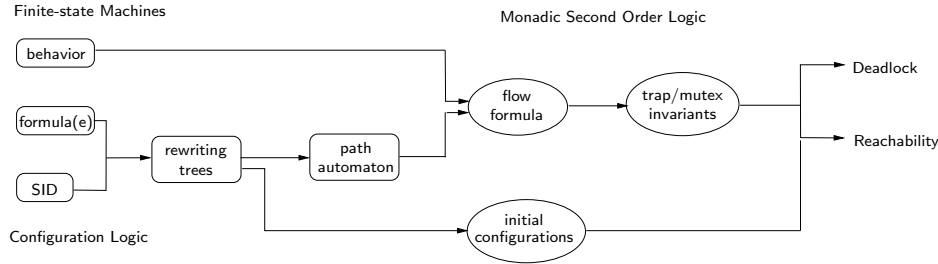 Finite-state Machines
Monadic Second Order Logic
behavior
Deadlock
flow
formula
trap/mutex
invariants
formula(e)
Reachability
rewriting
trees
path
automaton
SID
initial
configurations
Configuration Logic